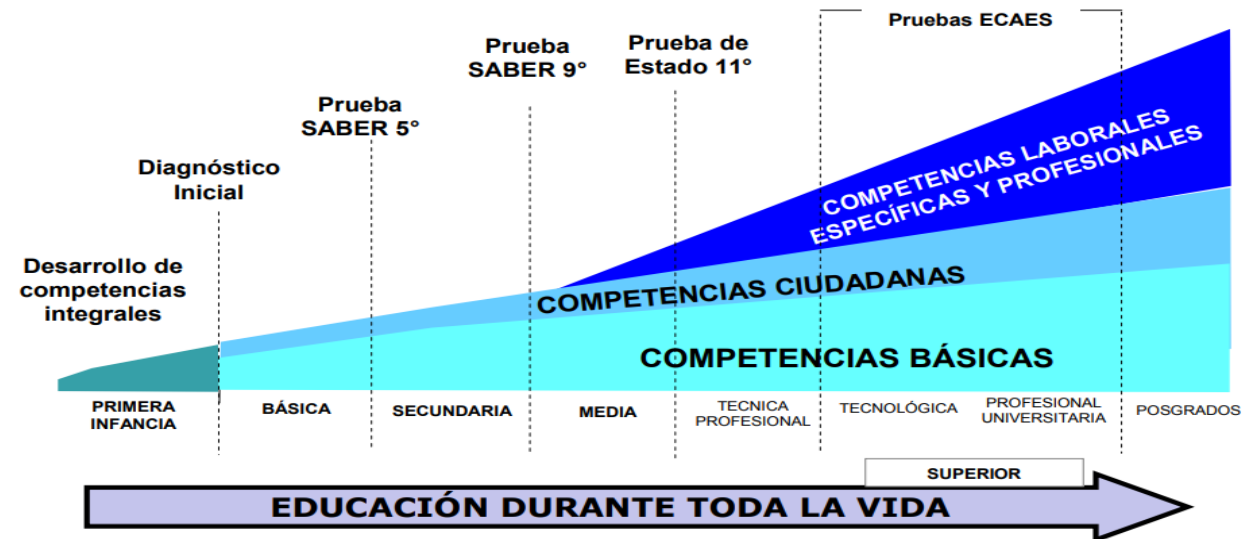 Pruebas ECAES
Prueba
SABER 9°
Prueba de
Estado 11°
Prueba
SABER 5°
Diagnóstico
Inicial
Desarrollo de
competencias
integrales
COMPETENCIAS LABORALES
ESPECÍFICAS Y PROFESIONALES
COMPETENCIAS CIUDADANAS
COMPETENCIAS BÁSICAS
PRIMERA
INFANCIA
BÁSICA
SECUNDARIA
MEDIA
TECNICA
PROFESIONAL
TECNOLÓGICA
PROFESIONAL
UNIVERSITARIA
POSGRADOS
SUPERIOR
EDUCACIÓN DURANTE TODA LA VIDA